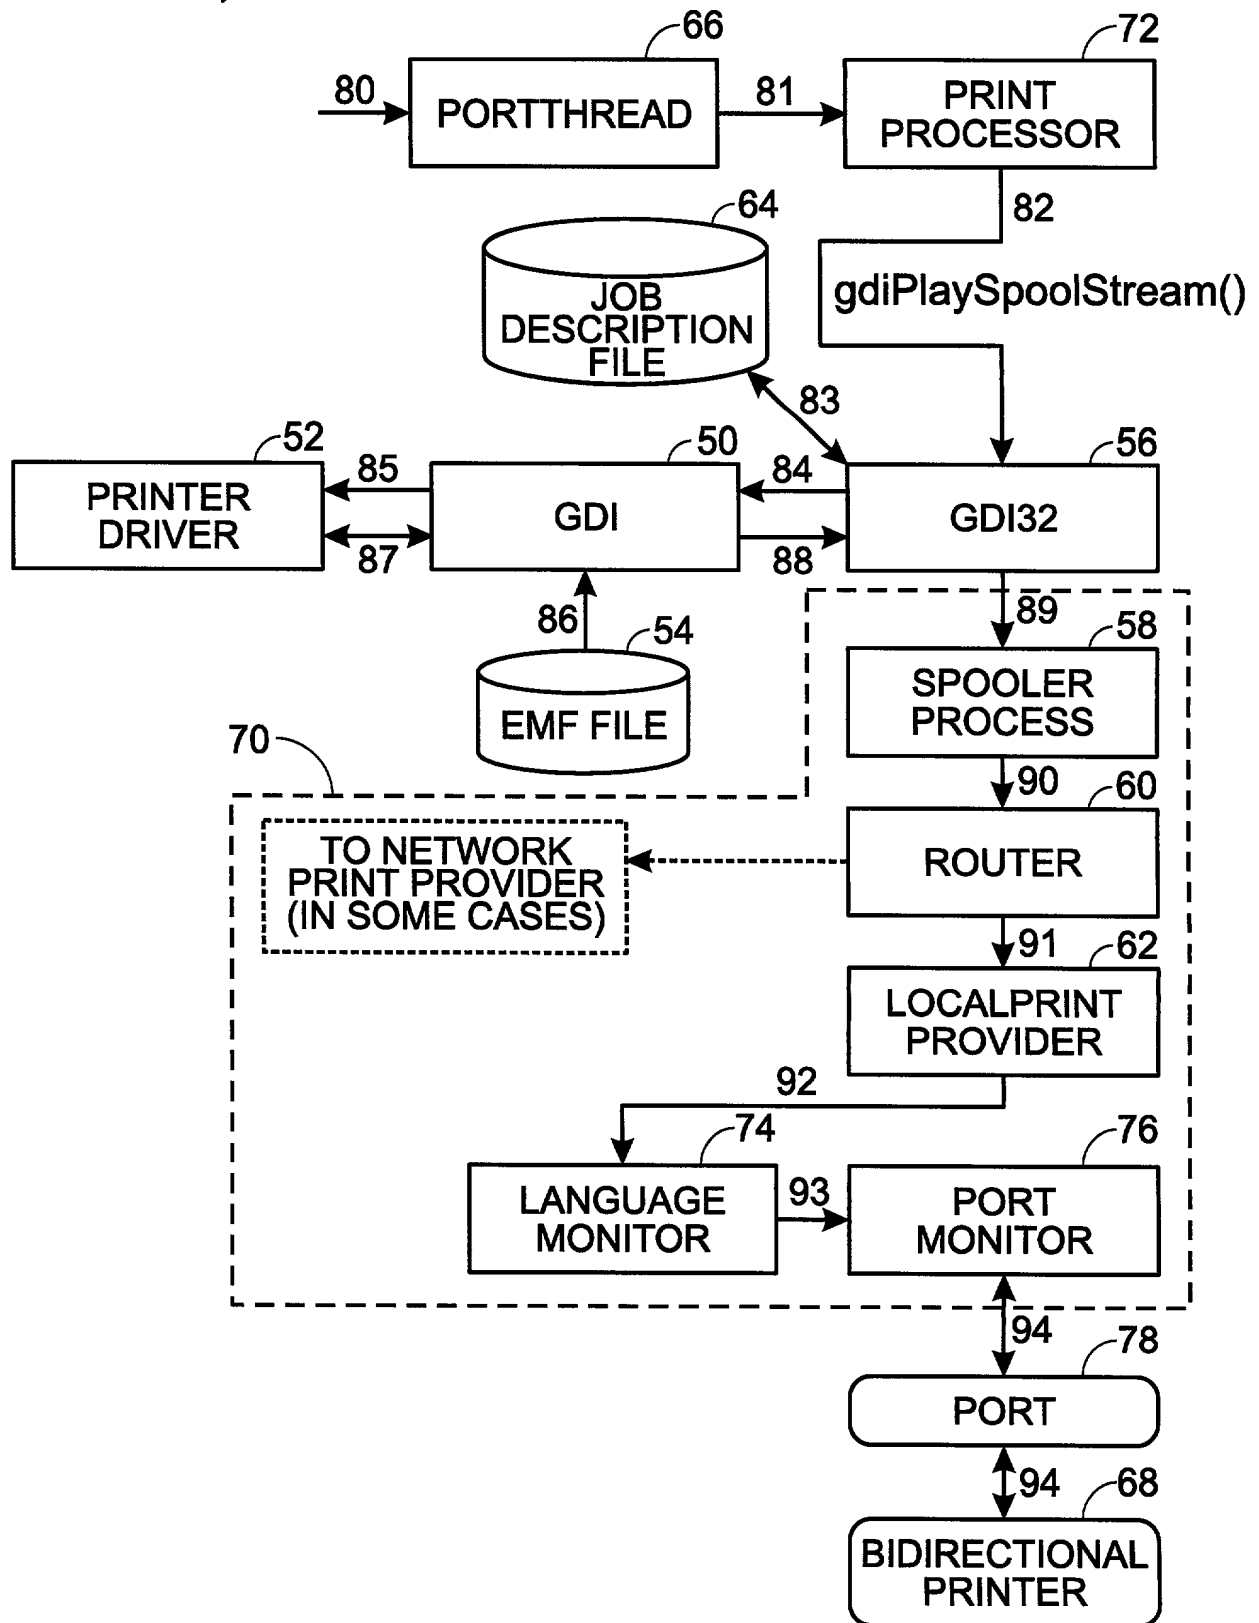 66
72
80
PORTTHREAD
81
PRINT
PROCESSOR
82
64
JOB
DESCRIPTION
FILE
gdiPlaySpoolStream()
83
52
50
56
PRINTER
DRIVER
85
87
GDI
84
88
GDI32
86
54
89
58
EMF FILE
SPOOLER
PROCESS
70
90
60
TO NETWORK
PRINT PROVIDER
(IN SOME CASES)
ROUTER
91
62
LOCALPRINT
PROVIDER
92
74
76
LANGUAGE
MONITOR
93
PORT
MONITOR
94
78
PORT
94
68
BIDIRECTIONAL
PRINTER